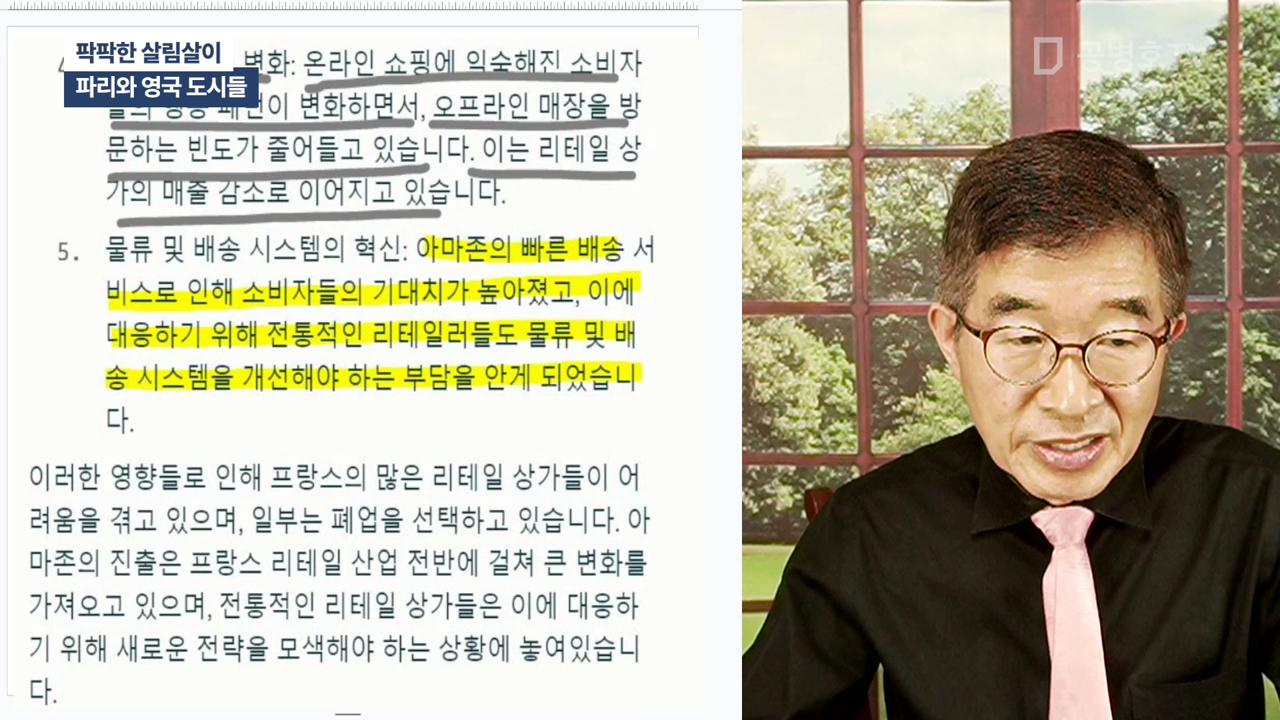 팍팍한 살림살이
파리와 영국 도시들
변화: 온라인 쇼핑에 익숙해진 소비자
들의 행동 패턴이 변화하면서, 오프라인 매장을 방
문하는 빈도가 줄어들고 있습니다. 이는 리테일 상
가의 매출 감소로 이어지고 있습니다.
5. 물류 및 배송 시스템의 혁신: 아마존의 빠른 배송 서
비스로 인해 소비자들의 기대치가 높아졌고, 이에
대응하기 위해 전통적인 리테일러들도 물류 및 배
송 시스템을 개선해야 하는 부담을 안게 되었습니
다.
이러한 영향들로 인해 프랑스의 많은 리테일 상가들이 어
려움을 겪고 있으며, 일부는 폐업을 선택하고 있습니다. 아
마존의 진출은 프랑스 리테일 산업 전반에 걸쳐 큰 변화를
가져오고 있으며, 전통적인 리테일 상가들은 이에 대응하
기 위해 새로운 전략을 모색해야 하는 상황에 놓여있습니
다.
공병호